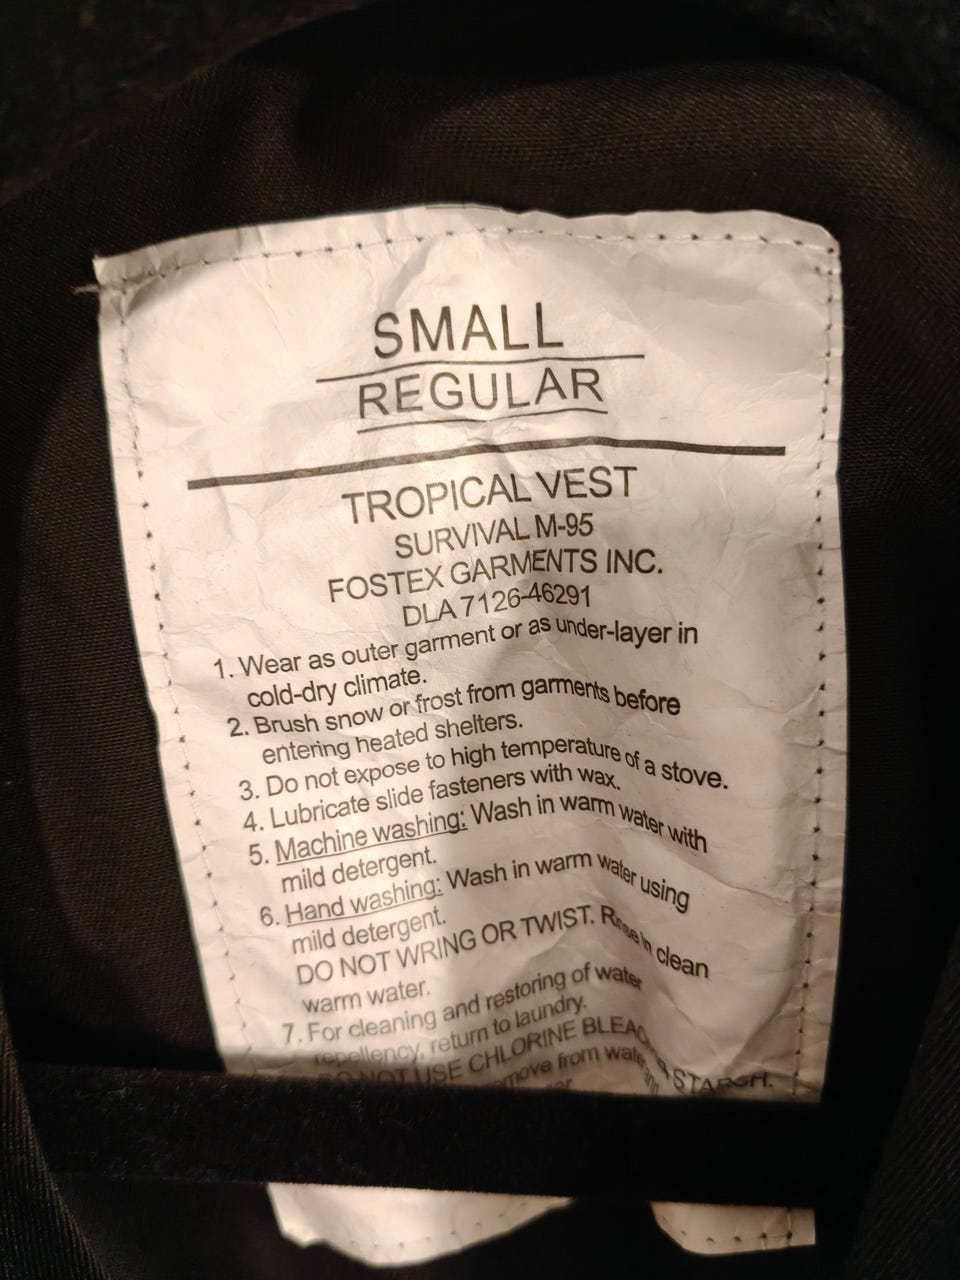 SMALL
REGULAR
TROPICAL VEST
SURVIVAL M-95
FOSTEX GARMENTS INC.
DLA 7126-46291
1. Wear as outer garment or as under-layer in
cold-dry climate.
2. Brush snow or frost from garments before
entering heated shelters.
3. Do not expose to high temperature of a stove.
4. Lubricate slide fasteners with wax.
5. Machine washing: Wash in warm water with
mild detergent.
6. Hand washing: Wash in warm water using
mild detergent.
DO NOT WRING OR TWIST. Rinse in clean
warm water.
7. For cleaning and restoring of water
repellency, return to laundry.
DO NOT USE CHLORINE STARCH.
from water and